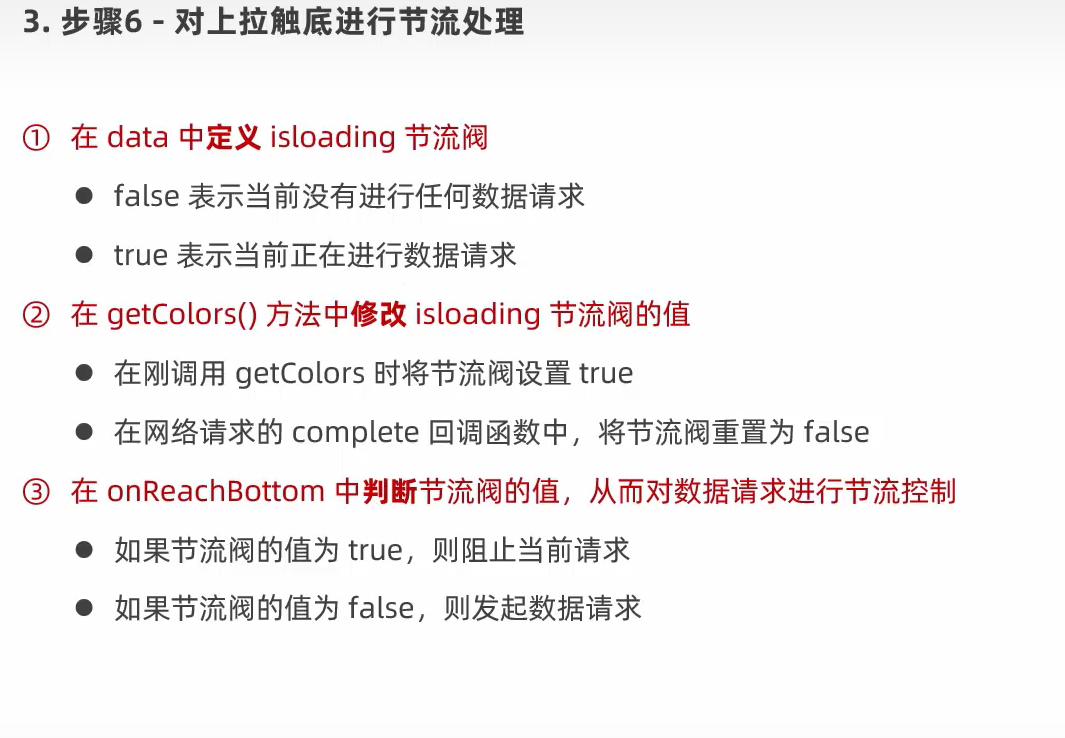 3. 步骤6 - 对上拉触底进行节流处理
① 在 data 中定义 isloading 节流阀
● false 表示当前没有进行任何数据请求
● true 表示当前正在进行数据请求
② 在 getColors() 方法中修改 isloading 节流阀的值
● 在刚调用 getColors 时将节流阀设置 true
● 在网络请求的 complete 回调函数中，将节流阀重置为 false
③ 在 onReachBottom 中判断节流阀的值，从而对数据请求进行节流控制
● 如果节流阀的值为 true，则阻止当前请求
● 如果节流阀的值为 false，则发起数据请求